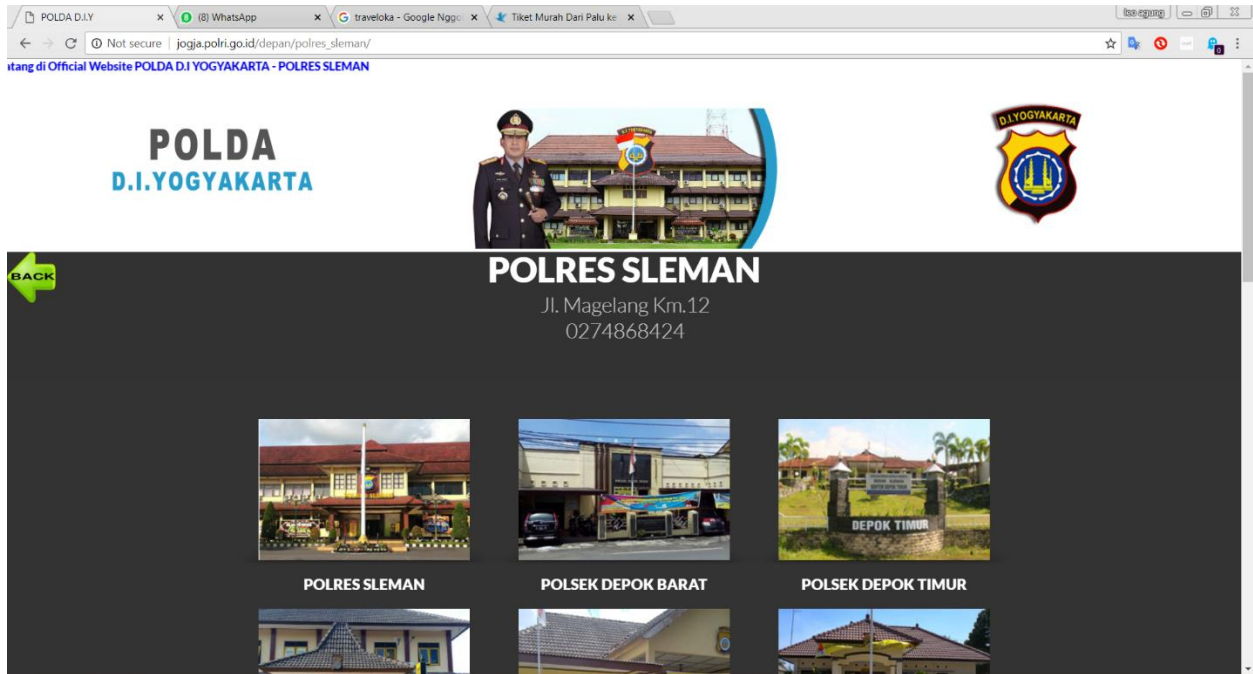 POLDA D.I.Y
(8) WhatsApp
traveloka - Google Nggo
Tiket Murah Dari Palu ke
Not secure
jogja.polri.go.id/depan/polres_sleman/
tang di Official Website POLDA D.I YOGYAKARTA - POLRES SLEMAN
POLDA
D.I.YOGYAKARTA
D.I.YOGYAKARTA
BACK
POLRES SLEMAN
Jl. Magelang Km.12
0274868424
DEPOK TIMUR
POLRES SLEMAN
POLSEK DEPOK BARAT
POLSEK DEPOK TIMUR